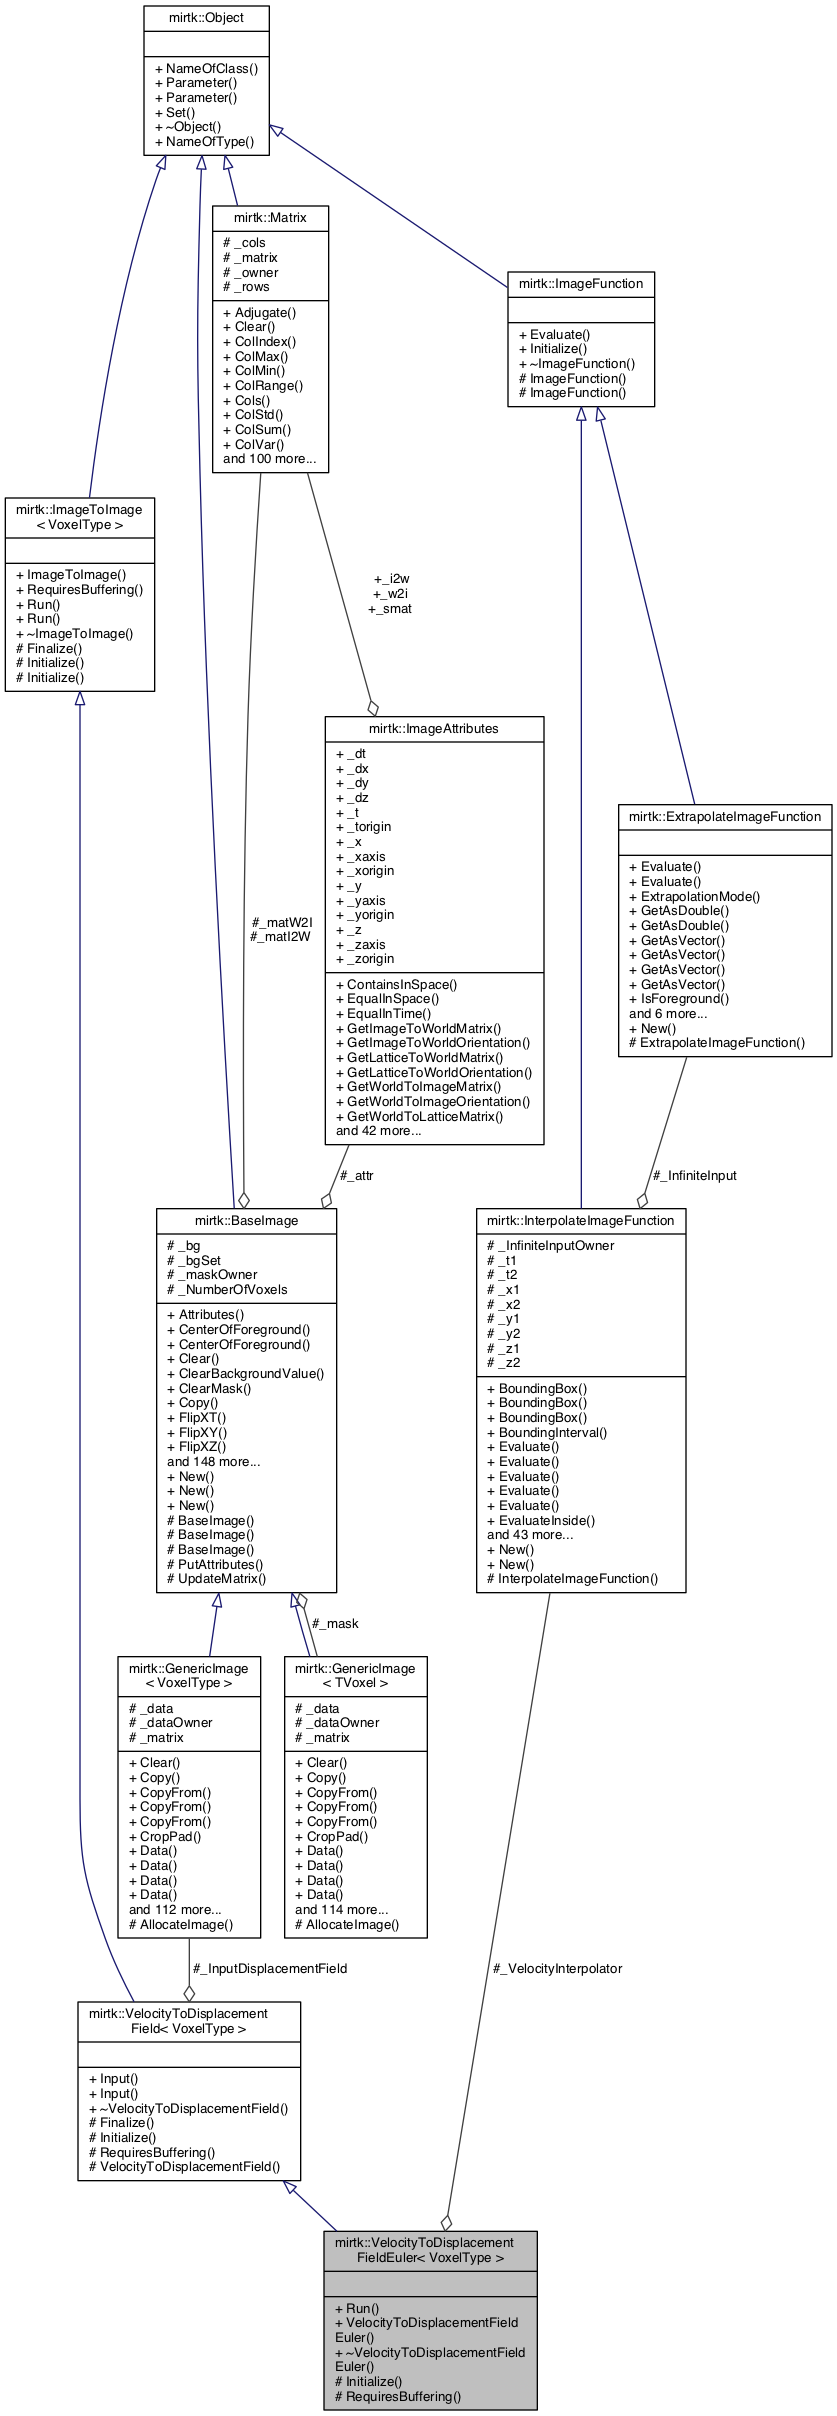 mirtk::Object
+ NameOfClass()
+ Parameter()
+ Parameter()
+ Set()
+ ~Object()
+ NameOfType()
mirtk::Matrix
# _cols
# _matrix
# _owner
# _rows
+ Adjugate()
+ Clear()
+ ColIndex()
+ ColMax()
+ ColMin()
+ ColRange()
+ Cols()
+ ColStd()
+ ColSum()
+ ColVar()
and 100 more...
mirtk::ImageFunction
+ Evaluate()
+ Initialize()
+ ~ImageFunction()
# ImageFunction()
# ImageFunction()
mirtk::ImageToImage
< VoxelType >
+ ImageToImage()
+ RequiresBuffering()
+ Run()
+ Run()
+ ~ImageToImage()
# Finalize()
# Initialize()
# Initialize()
+_i2w
+_w2i
+_smat
mirtk::ImageAttributes
+ _dt
+ _dx
+ _dy
+ _dz
+ _t
+ _torigin
+ _x
+ _xaxis
+ _xorigin
+ _y
+ _yaxis
+ _yorigin
+ _z
+ _zaxis
+ _zorigin
+ ContainsInSpace()
+ EqualInSpace()
+ EqualInTime()
+ GetImageToWorldMatrix()
+ GetImageToWorldOrientation()
+ GetLatticeToWorldMatrix()
+ GetLatticeToWorldOrientation()
+ GetWorldToImageMatrix()
+ GetWorldToImageOrientation()
+ GetWorldToLatticeMatrix()
and 42 more...
mirtk::ExtrapolateImageFunction
+ Evaluate()
+ Evaluate()
+ ExtrapolationMode()
+ GetAsDouble()
+ GetAsDouble()
+ GetAsVector()
+ GetAsVector()
+ GetAsVector()
+ GetAsVector()
+ IsForeground()
and 6 more...
+ New()
# ExtrapolateImageFunction()
#_matW2I
#_matI2W
#_attr
#_InfiniteInput
mirtk::BaseImage
# _bg
# _bgSet
# _maskOwner
# _NumberOfVoxels
+ Attributes()
+ CenterOfForeground()
+ CenterOfForeground()
+ Clear()
+ ClearBackgroundValue()
+ ClearMask()
+ Copy()
+ FlipXT()
+ FlipXY()
+ FlipXZ()
and 148 more...
+ New()
+ New()
+ New()
# BaseImage()
# BaseImage()
# BaseImage()
# PutAttributes()
# UpdateMatrix()
mirtk::InterpolateImageFunction
# _InfiniteInputOwner
# _t1
# _t2
# _x1
# _x2
# _y1
# _y2
# _z1
# _z2
+ BoundingBox()
+ BoundingBox()
+ BoundingBox()
+ BoundingInterval()
+ Evaluate()
+ Evaluate()
+ Evaluate()
+ Evaluate()
+ Evaluate()
+ EvaluateInside()
and 43 more...
+ New()
+ New()
# InterpolateImageFunction()
#_mask
mirtk::GenericImage
< VoxelType >
# _data
# _dataOwner
# _matrix
+ Clear()
+ Copy()
+ CopyFrom()
+ CopyFrom()
+ CopyFrom()
+ CropPad()
+ Data()
+ Data()
+ Data()
+ Data()
and 112 more...
# AllocateImage()
mirtk::GenericImage
< TVoxel >
# _data
# _dataOwner
# _matrix
+ Clear()
+ Copy()
+ CopyFrom()
+ CopyFrom()
+ CopyFrom()
+ CropPad()
+ Data()
+ Data()
+ Data()
+ Data()
and 114 more...
# AllocateImage()
#_InputDisplacementField
#_VelocityInterpolator
mirtk::VelocityToDisplacement
Field< VoxelType >
+ Input()
+ Input()
+ ~VelocityToDisplacementField()
# Finalize()
# Initialize()
# RequiresBuffering()
# VelocityToDisplacementField()
mirtk::VelocityToDisplacement
FieldEuler< VoxelType >
+ Run()
+ VelocityToDisplacementField
Euler()
+ ~VelocityToDisplacementField
Euler()
# Initialize()
# RequiresBuffering()